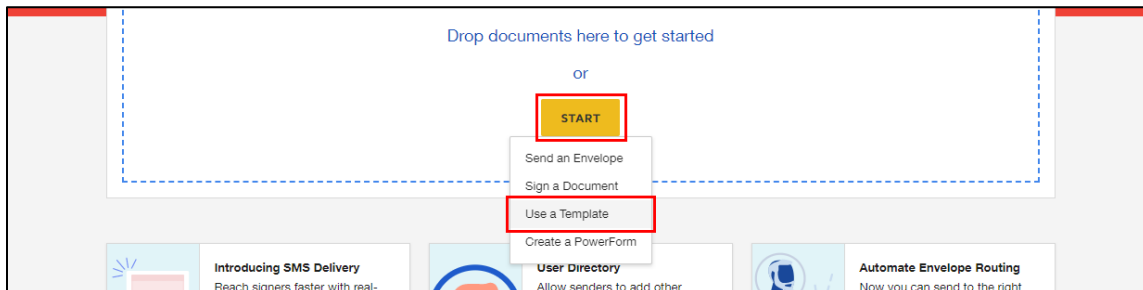 Drop documents here to get started
or
START
Send an Envelope
Sign a Document
Use a Template
Create a PowerForm
Introducing SMS Delivery
Reach signers faster with real-
User Directory
Allow senders to add other
Automate Envelope Routing
Now you can send to the right